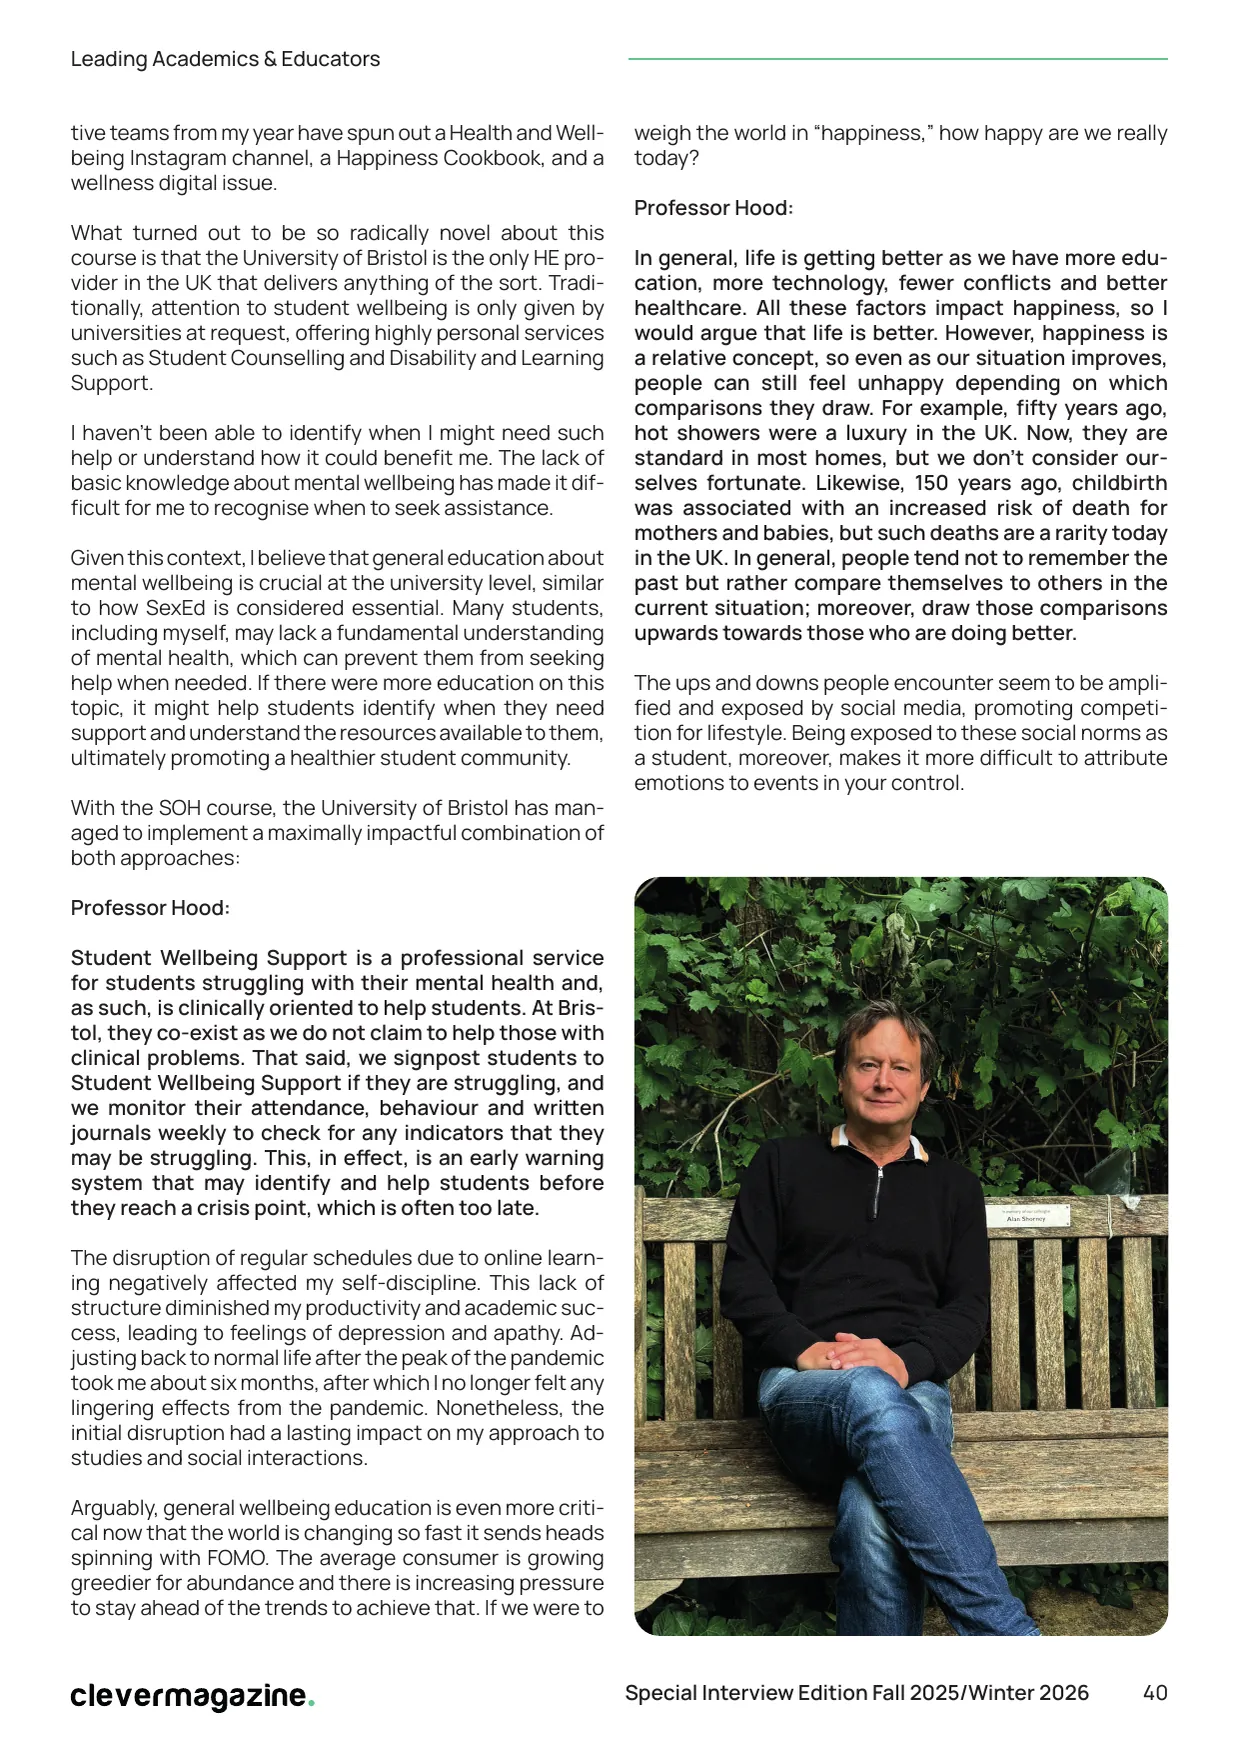 Leading Academics & Educators
tive teams from my year have spun out a Health and Well-
being Instagram channel, a Happiness Cookbook, and a
wellness digital issue.
What turned out to be so radically novel about this
course is that the University of Bristol is the only HE pro-
vider in the UK that delivers anything of the sort. Tradi-
tionally, attention to student wellbeing is only given by
universities at request, offering highly personal services
such as Student Counselling and Disability and Learning
Support.
I haven’t been able to identify when I might need such
help or understand how it could benefit me. The lack of
basic knowledge about mental wellbeing has made it dif-
ficult for me to recognise when to seek assistance.
Given this context, I believe that general education about
mental wellbeing is crucial at the university level, similar
to how SexEd is considered essential. Many students,
including myself, may lack a fundamental understanding
of mental health, which can prevent them from seeking
help when needed. If there were more education on this
topic, it might help students identify when they need
support and understand the resources available to them,
ultimately promoting a healthier student community.
With the SOH course, the University of Bristol has man-
aged to implement a maximally impactful combination of
both approaches:
Professor Hood:
Student Wellbeing Support is a professional service
for students struggling with their mental health and,
as such, is clinically oriented to help students. At Bris-
tol, they co-exist as we do not claim to help those with
clinical problems. That said, we signpost students to
Student Wellbeing Support if they are struggling, and
we monitor their attendance, behaviour and written
journals weekly to check for any indicators that they
may be struggling. This, in effect, is an early warning
system that may identify and help students before
they reach a crisis point, which is often too late.
The disruption of regular schedules due to online learn-
ing negatively affected my self-discipline. This lack of
structure diminished my productivity and academic suc-
cess, leading to feelings of depression and apathy. Ad-
justing back to normal life after the peak of the pandemic
took me about six months, after which I no longer felt any
lingering effects from the pandemic. Nonetheless, the
initial disruption had a lasting impact on my approach to
studies and social interactions.
Arguably, general wellbeing education is even more criti-
cal now that the world is changing so fast it sends heads
spinning with FOMO. The average consumer is growing
greedier for abundance and there is increasing pressure
to stay ahead of the trends to achieve that. If we were to
weigh the world in “happiness,” how happy are we really
today?
Professor Hood:
In general, life is getting better as we have more edu-
cation, more technology, fewer conflicts and better
healthcare. All these factors impact happiness, so I
would argue that life is better. However, happiness is
a relative concept, so even as our situation improves,
people can still feel unhappy depending on which
comparisons they draw. For example, fifty years ago,
hot showers were a luxury in the UK. Now, they are
standard in most homes, but we don’t consider our-
selves fortunate. Likewise, 150 years ago, childbirth
was associated with an increased risk of death for
mothers and babies, but such deaths are a rarity today
in the UK. In general, people tend not to remember the
past but rather compare themselves to others in the
current situation; moreover, draw those comparisons
upwards towards those who are doing better.
The ups and downs people encounter seem to be ampli-
fied and exposed by social media, promoting competi-
tion for lifestyle. Being exposed to these social norms as
a student, moreover, makes it more difficult to attribute
emotions to events in your control.
Alan Shorney
clevermagazine.
Special Interview Edition Fall 2025/Winter 2026
40